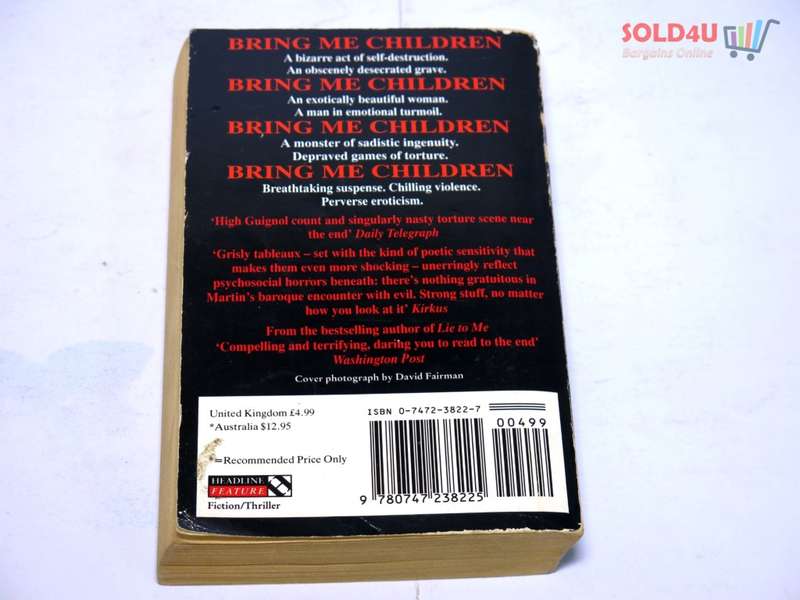 SOLD4U
Bargains Online
BRING ME CHILDREN
A bizarre act of self-destruction.
An obscenely desecrated grave.
BRING ME CHILDREN
An exotically beautiful woman.
A man in emotional turmoil.
BRING ME CHILDREN
A monster of sadistic ingenuity.
Depraved games of torture.
BRING ME CHILDREN
Breathtaking suspense. Chilling violence.
Perverse eroticism.
‘High Guignol count and singularly nasty torture scene near
the end’ Daily Telegraph
‘Grisly tableaux – set with the kind of poetic sensitivity that
makes them even more shocking – unerringly reflect
psychosocial horrors beneath: there’s nothing gratuitous in
Martin’s baroque encounter with evil. Strong stuff, no matter
how you look at it’ Kirkus
From the bestselling author of Lie to Me
‘Compelling and terrifying, daring you to read to the end’
Washington Post
Cover photograph by David Fairman
United Kingdom £4.99
*Australia $12.95
*=Recommended Price Only
HEADLINE
FEATURE
Fiction/Thriller
ISBN 0-7472-3822-7
00499
9 780747 238225